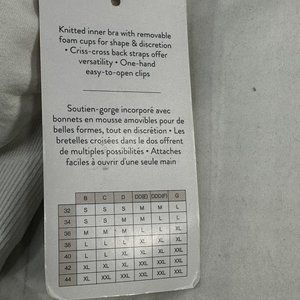 Knitted inner bra with removable
foam cups for shape & discretion
• Criss-cross back straps offer
versatility • One-hand
easy-to-open clips
Soutien-gorge incorporé avec
bonnets en mousse amovibles pour de
belles formes, tout en discrétion • Les
bretelles croisées dans le dos offrent
de multiples possibilités • Attaches
faciles à ouvrir d'une seule main
B C D DD(E) DDD(F) G
32 S S S M M L
34 S S M M L L
36 M M M L L XL
38 L L L XL XL XL
40 L L XL XL XXL XXL
42 XL XL XL XXL XXL XXL
44 XL XXL XXL XXL XXL